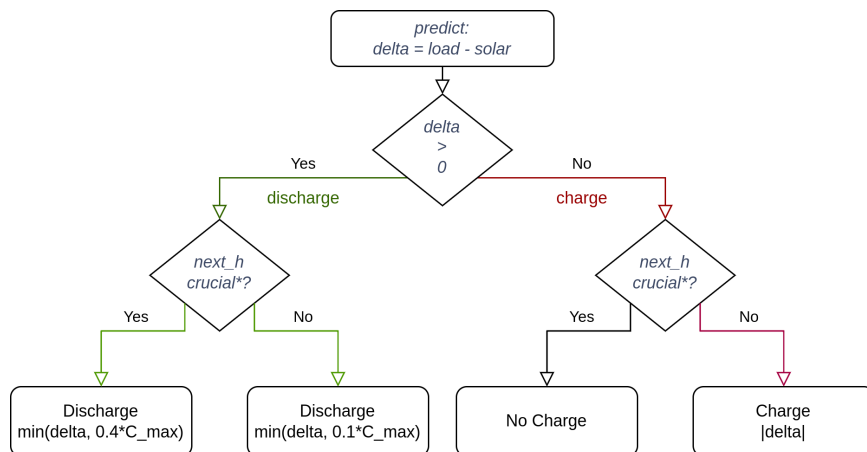 predict:
delta = load - solar
delta
>
0
Yes
No
discharge
charge
next_h
crucial*?
next_h
crucial*?
Yes
No
Yes
No
Discharge
min(delta, 0.4*C_max)
Discharge
min(delta, 0.1*C_max)
No Charge
Charge
|delta|